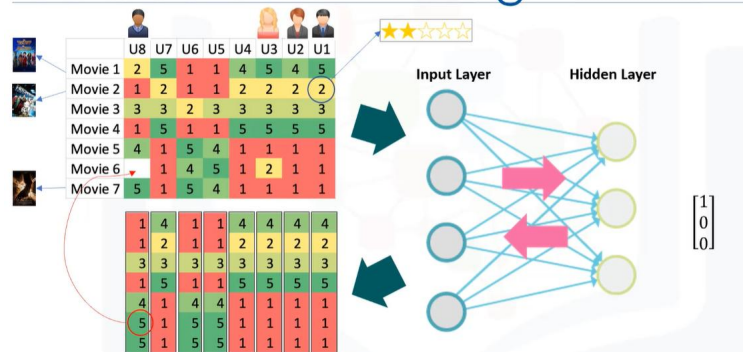 U8 U7 U6 U5 U4 U3 U2 U1
Movie 1 2 5 1 1 4 5 4 5
Movie 2 1 2 1 1 2 2 2 2
Movie 3 3 3 2 3 3 3 3 3
Movie 4 1 5 1 1 5 5 5 5
Movie 5 4 1 5 4 1 1 1 1
Movie 6 1 4 5 1 2 1 1
Movie 7 5 1 5 4 1 1 1 1
Input Layer Hidden Layer
1 4 1 1 4 4 4 4
1 2 1 1 2 2 2 2
3 3 3 3 3 3 3 3
1 5 1 1 5 5 5 5
4 1 4 4 1 1 1 1
5 1 5 5 1 1 1 1
5 1 5 5 1 1 1 1
1
0
0